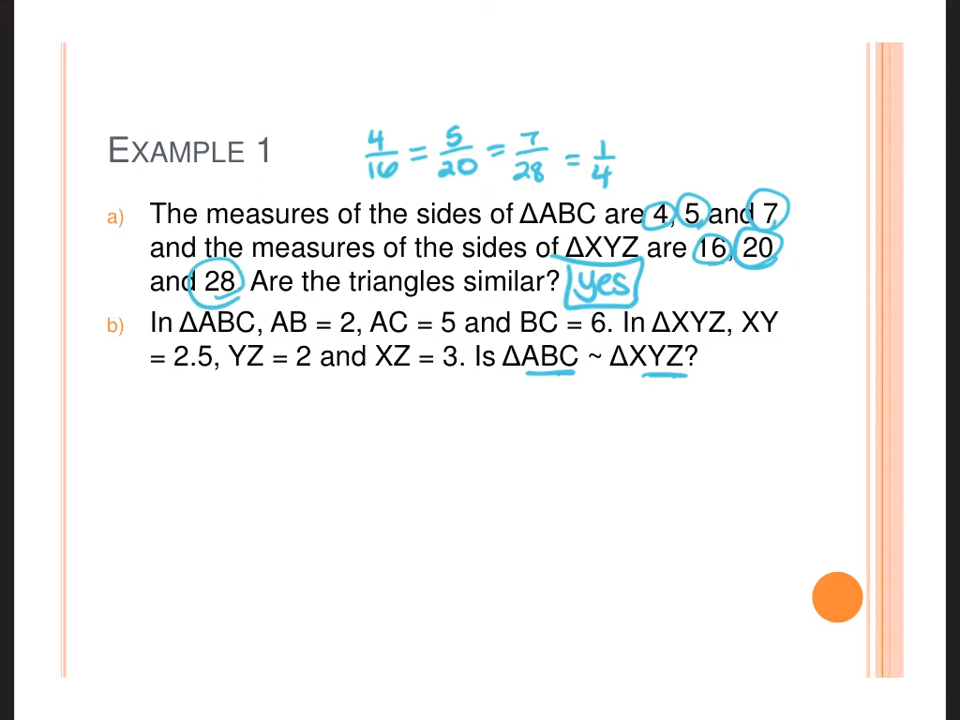 EXAMPLE 1
4/16 = 5/20 = 7/28 = 1/4
a) The measures of the sides of ΔABC are 4, 5, and 7
and the measures of the sides of ΔXYZ are 16, 20
and 28. Are the triangles similar? yes
b) In ΔABC, AB = 2, AC = 5 and BC = 6. In ΔXYZ, XY
= 2.5, YZ = 2 and XZ = 3. Is ΔABC ~ ΔXYZ?